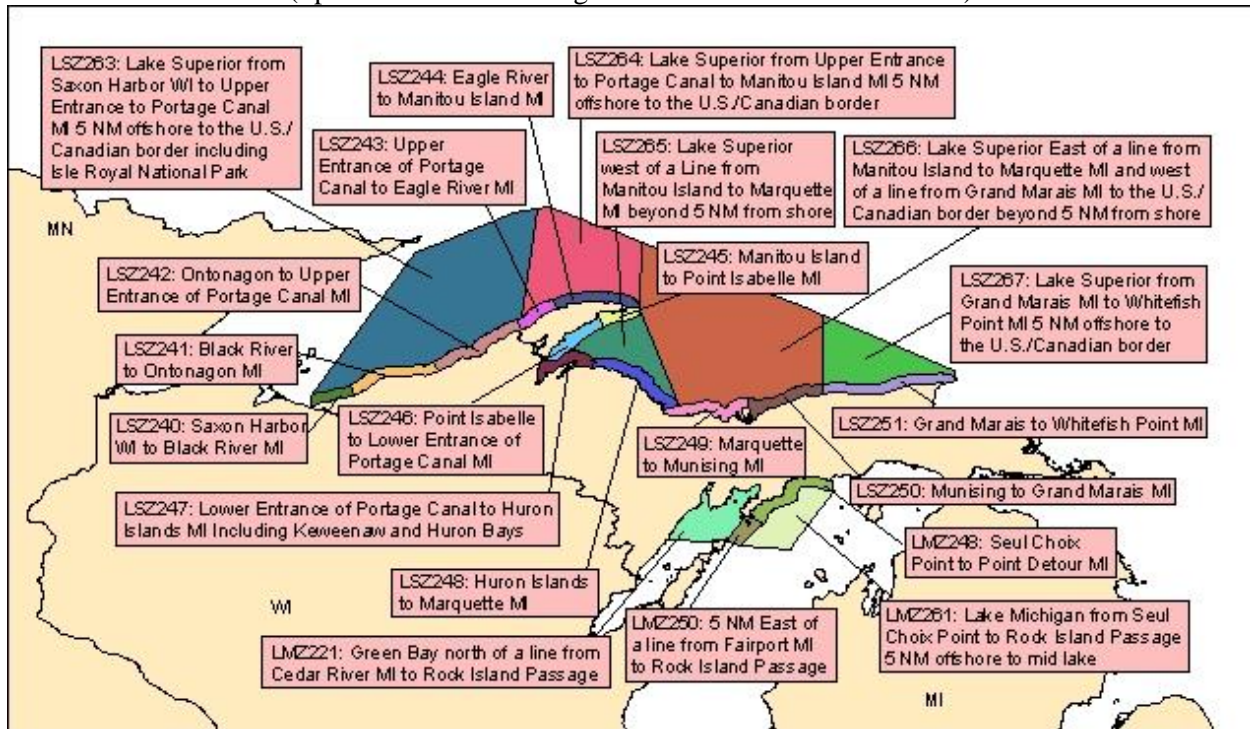 LSZ263: Lake Superior from
Saxon Harbor WI to Upper
Entrance to Portage Canal
MI 5 NM offshore to the U.S./
Canadian border including
Isle Royal National Park
LSZ244: Eagle River
to Manitou Island MI
LSZ264: Lake Superior from Upper Entrance
to Portage Canal to Manitou Island MI 5 NM
offshore to the U.S./Canadian border
LSZ243: Upper
Entrance of Portage
Canal to Eagle River MI
LSZ265: Lake Superior
west of a Line from
Manitou Island to Marquette
MI beyond 5 NM from shore
LSZ266: Lake Superior East of a line from
Manitou Island to Marquette MI and west
of a line from Grand Marais MI to the U.S./
Canadian border beyond 5 NM from shore
MN
LSZ242: Ontonagon to Upper
Entrance of Portage Canal MI
LSZ245: Manitou Island
to Point Isabelle MI
LSZ267: Lake Superior from
Grand Marais MI to Whitefish
Point MI 5 NM offshore to
the U.S./Canadian border
LSZ241: Black River
to Ontonagon MI
LSZ240: Saxon Harbor
WI to Black River MI
LSZ246: Point Isabelle
to Lower Entrance of
Portage Canal MI
LSZ249: Marquette
to Munising MI
LSZ251: Grand Marais to Whitefish Point MI
LSZ250: Munising to Grand Marais MI
LSZ247: Lower Entrance of Portage Canal to Huron
Islands MI Including Keweenaw and Huron Bays
LMZ248: Seul Choix
Point to Point Detour MI
LSZ248: Huron Islands
to Marquette MI
WI
LMZ221: Green Bay north of a line from
Cedar River MI to Rock Island Passage
LMZ250: 5 NM East of
a line from Fairport MI
to Rock Island Passage
LMZ261: Lake Michigan from Seul
Choix Point to Rock Island Passage
5 NM offshore to mid lake
MI